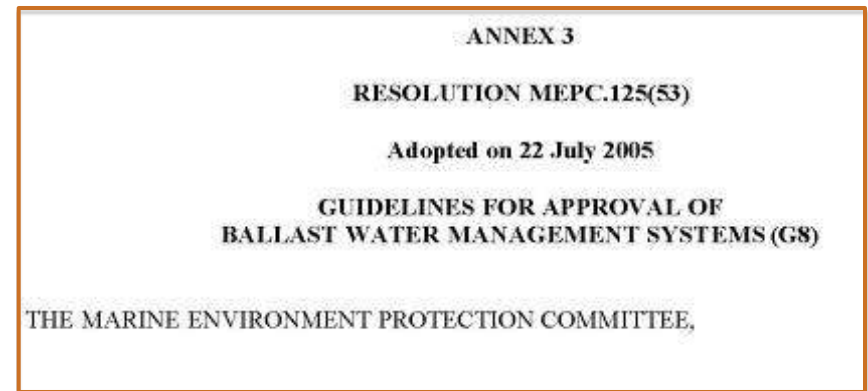 ANNEX 3
RESOLUTION MEPC.125(53)
Adopted on 22 July 2005
GUIDELINES FOR APPROVAL OF
BALLAST WATER MANAGEMENT SYSTEMS (G8)
THE MARINE ENVIRONMENT PROTECTION COMMITTEE,